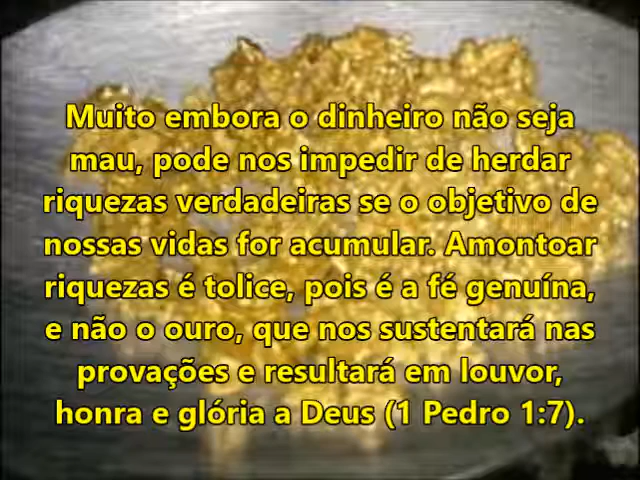 Muito embora o dinheiro não seja
mau, pode nos impedir de herdar
riquezas verdadeiras se o objetivo de
nossas vidas for acumular. Amontoar
riquezas é tolice, pois é a fé genuína,
e não o ouro, que nos sustentará nas
provações e resultará em louvor,
honra e glória a Deus (1 Pedro 1:7).